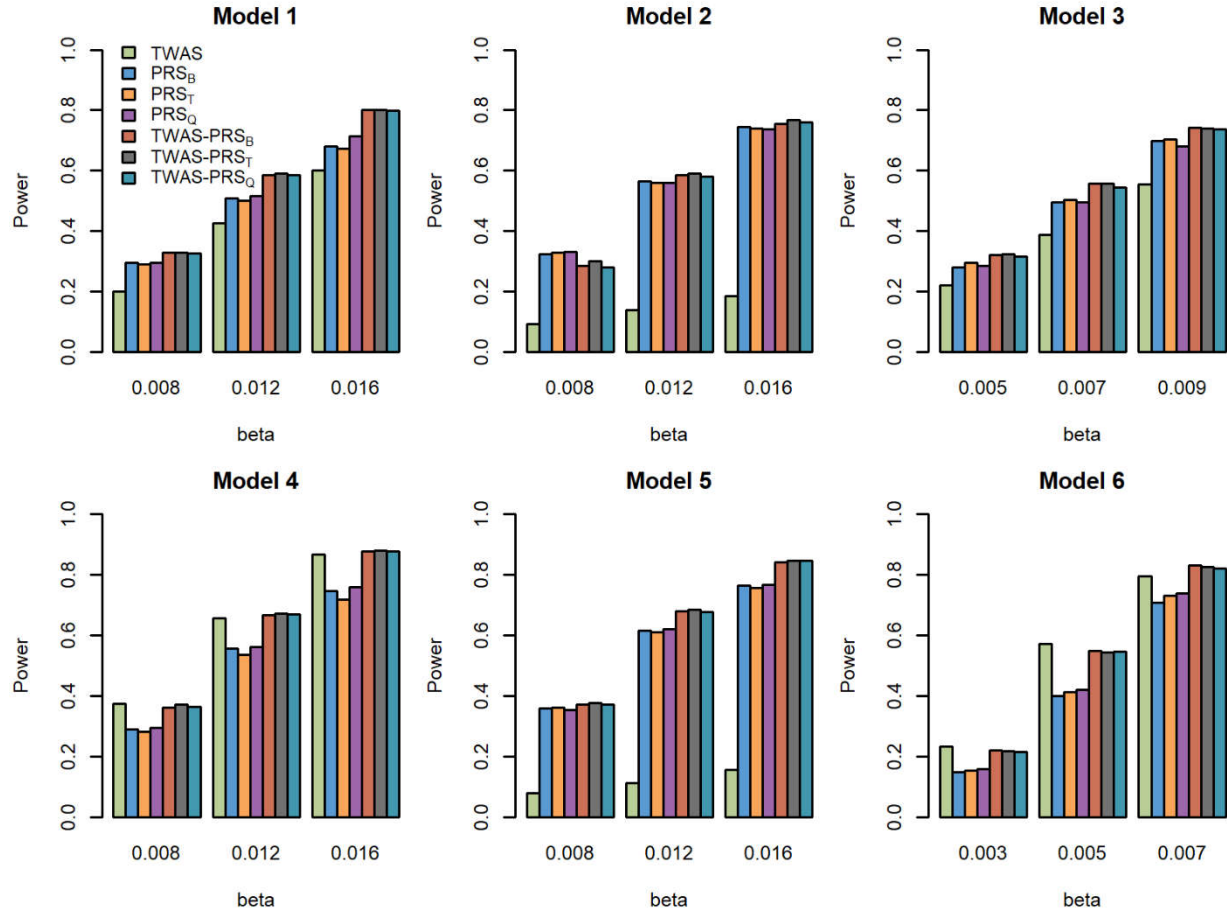 Model 1
TWAS
PRS_B
PRS_T
PRS_Q
TWAS-PRS_B
TWAS-PRS_T
TWAS-PRS_Q
Power
1.0
0.8
0.6
0.4
0.2
0.0
0.008 0.012 0.016
beta
Model 2
Power
1.0
0.8
0.6
0.4
0.2
0.0
0.008 0.012 0.016
beta
Model 3
Power
1.0
0.8
0.6
0.4
0.2
0.0
0.005 0.007 0.009
beta
Model 4
Power
1.0
0.8
0.6
0.4
0.2
0.0
0.008 0.012 0.016
beta
Model 5
Power
1.0
0.8
0.6
0.4
0.2
0.0
0.008 0.012 0.016
beta
Model 6
Power
1.0
0.8
0.6
0.4
0.2
0.0
0.003 0.005 0.007
beta